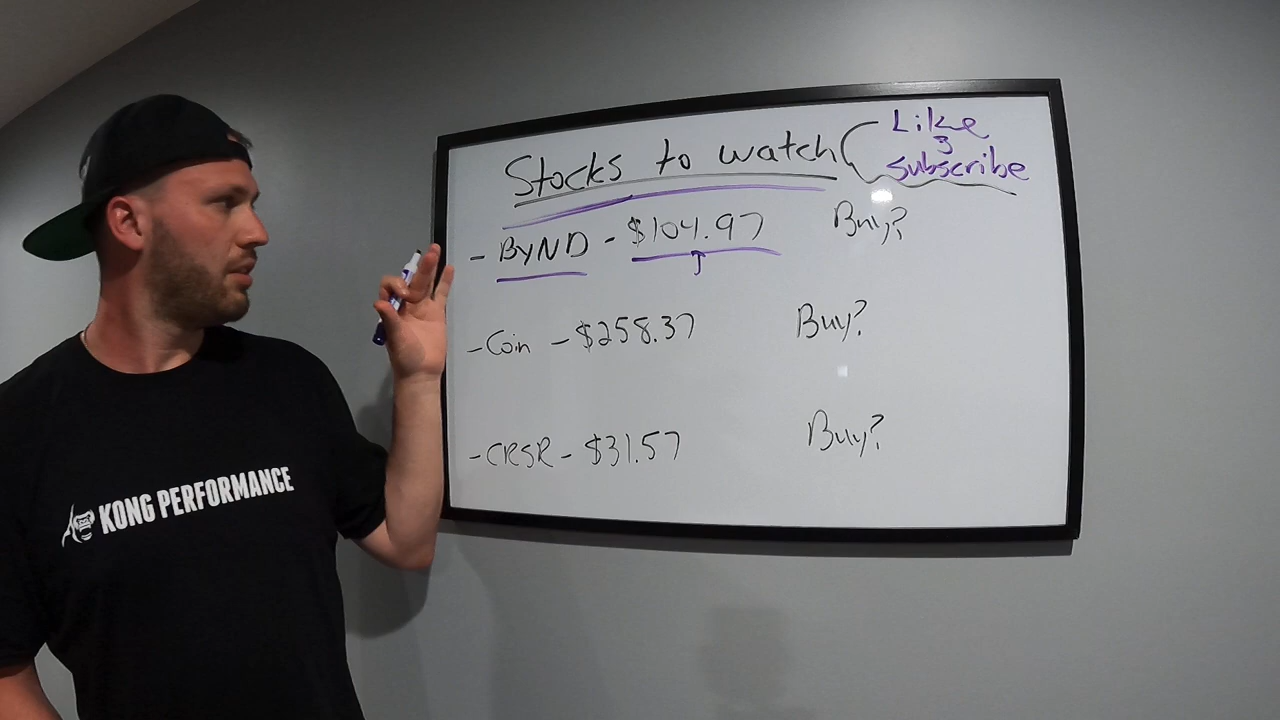 Stocks to watch
Like
&
subscribe
- BYND - $104.97 Buy?
- Coin - $258.37 Buy?
- CRSR - $31.57 Buy?
KONG PERFORMANCE